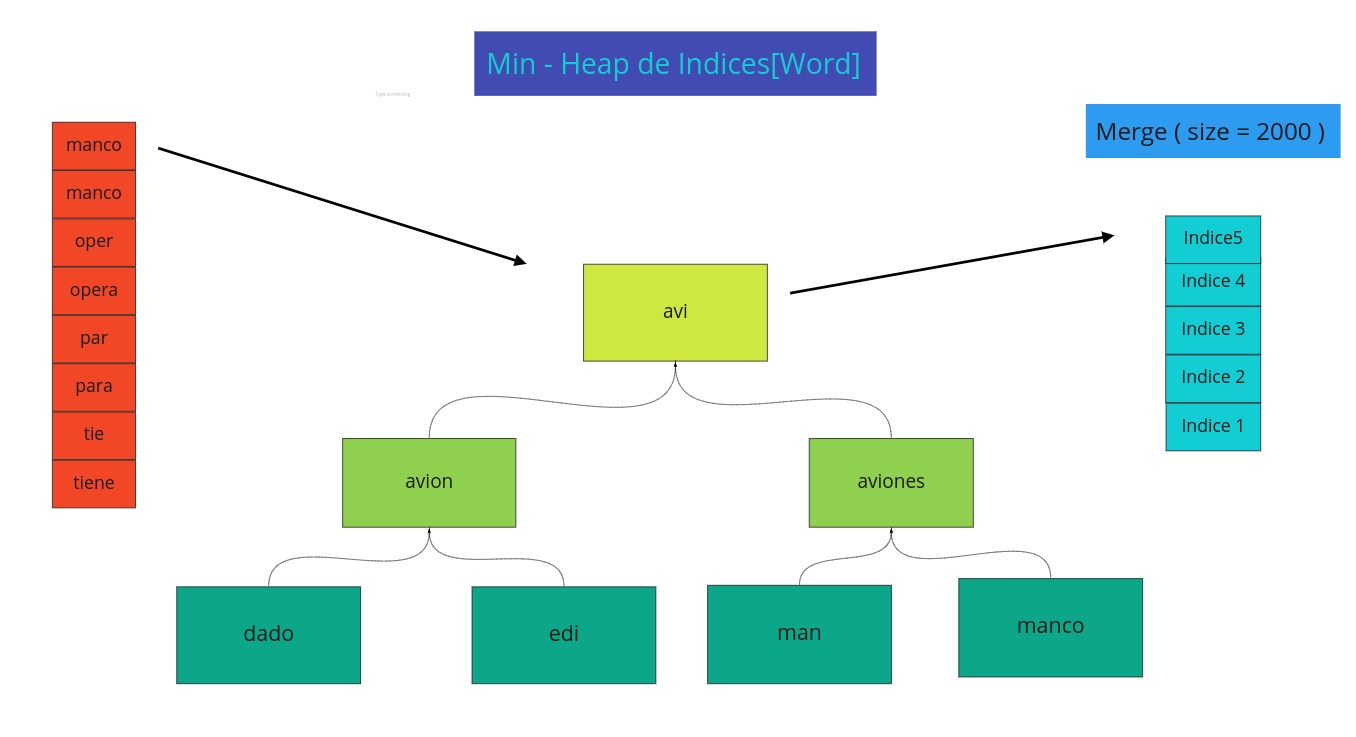 Min - Heap de Indices[Word]
Type something
Merge ( size = 2000 )
manco
manco
oper
opera
par
para
tie
tiene
avi
avion
aviones
dado
edi
man
manco
Indice5
Indice 4
Indice 3
Indice 2
Indice 1